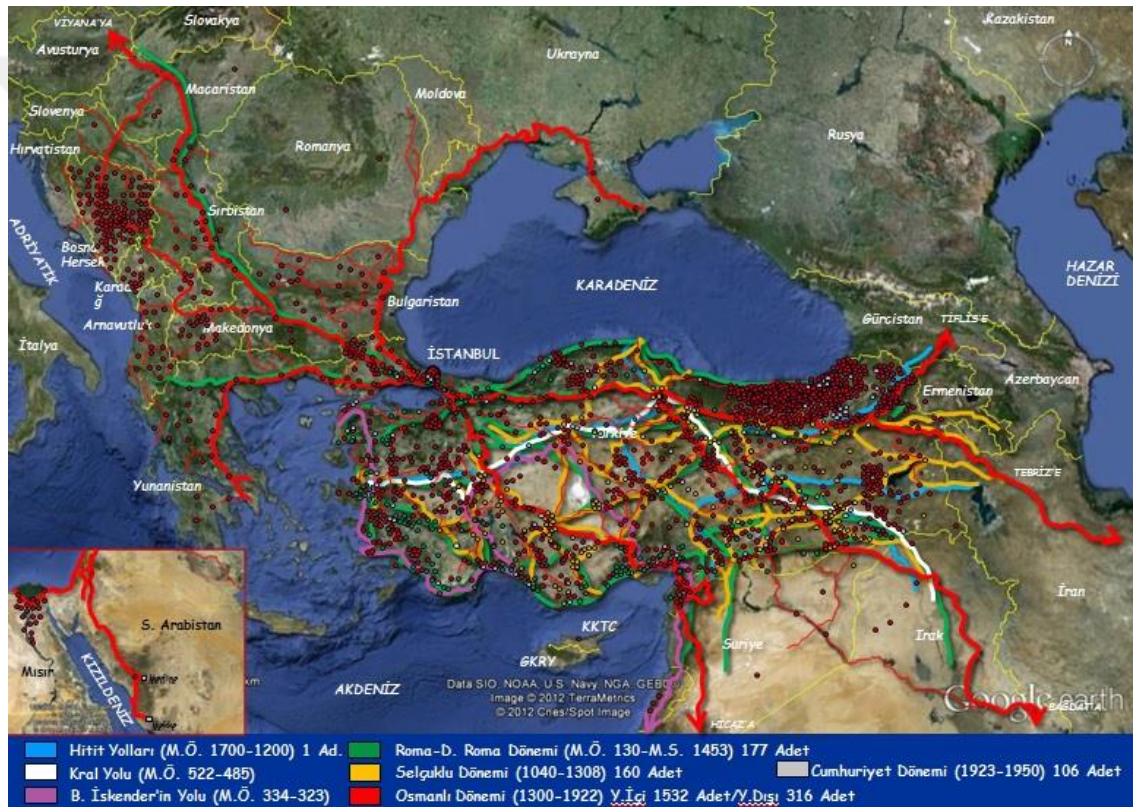 VİYANA'YA
Slovakya
Kazakistan
Avusturya
Ukrayna
N
Macaristan
Moldova
Slovenya
Romanya
Rusya
Hırvatistan
Sırbistan
ADRİYATİK
Bosna
Hersek
HAZAR
DENİZİ
KARADENİZ
Karad
ğ
Bulgaristan
Gürcistan
TİFLİS'E
Arnavutluk
Makedonya
İtalya
İSTANBUL
Ermenistan
Azerbaycan
Türkiye
Yunanistan
TEBRİZ'E
İran
S. Arabistan
KKTC
Suriye
Irak
Mısır
GKRY
KIZILDENİZ
Medine
km
AKDENİZ
Data SIO, NOAA, U.S. Navy, NGA, GEBCO
Image © 2012 TerraMetrics
© 2012 Cnes/Spot Image
Google earth
HİCAZ'A
BAĞDAT'A
Hitit Yolları (M.Ö. 1700-1200) 1 Ad.
Roma-D. Roma Dönemi (M.Ö. 130-M.S. 1453) 177 Adet
Kral Yolu (M.Ö. 522-485)
Selçuklu Dönemi (1040-1308) 160 Adet
Cumhuriyet Dönemi (1923-1950) 106 Adet
B. İskender'in Yolu (M.Ö. 334-323)
Osmanlı Dönemi (1300-1922) Y.İçi 1532 Adet/Y.Dışı 316 Adet